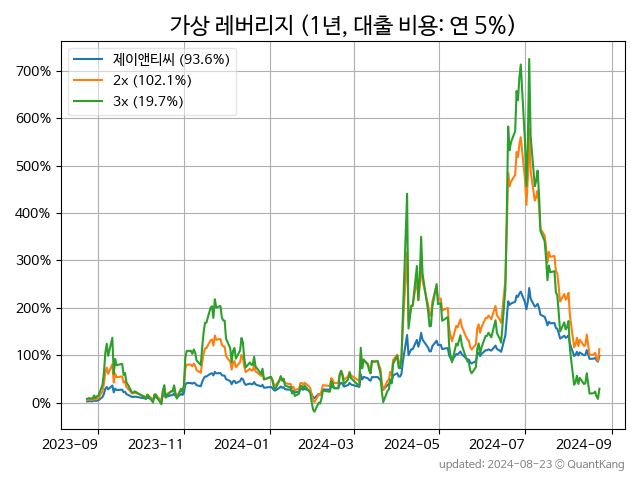 가상 레버리지 (1년, 대출 비용: 연 5%)
제이앤티씨 (93.6%)
2x (102.1%)
3x (19.7%)
700%
600%
500%
400%
300%
200%
100%
0%
2023-09 2023-11 2024-01 2024-03 2024-05 2024-07 2024-09
updated: 2024-08-23 © QuantKang